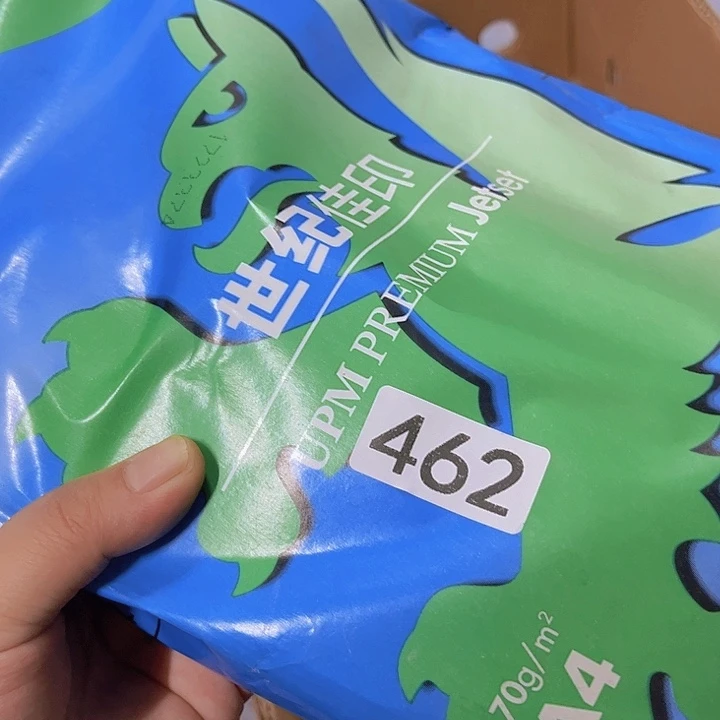 世纪佳印
UPM PREMIUM Jetset
462
70g/m²
A4